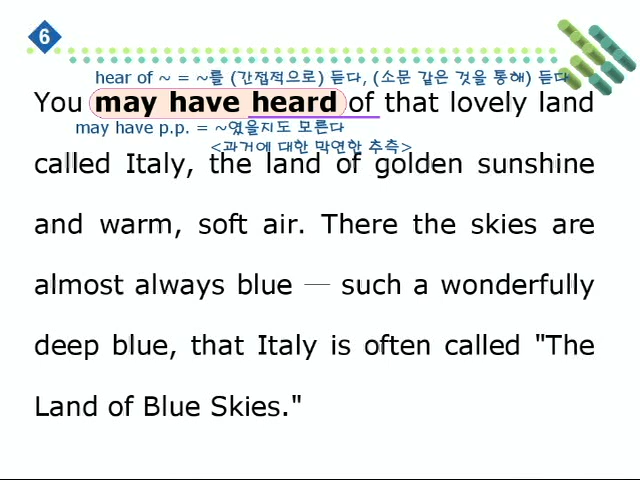 6
hear of ~ = ~를 (간접적으로) 듣다, (소문 같은 것을 통해) 듣다
You may have heard of that lovely land
may have p.p. = ~였을지도 모른다
<과거에 대한 막연한 추측>
called Italy, the land of golden sunshine
and warm, soft air. There the skies are
almost always blue — such a wonderfully
deep blue, that Italy is often called "The
Land of Blue Skies."